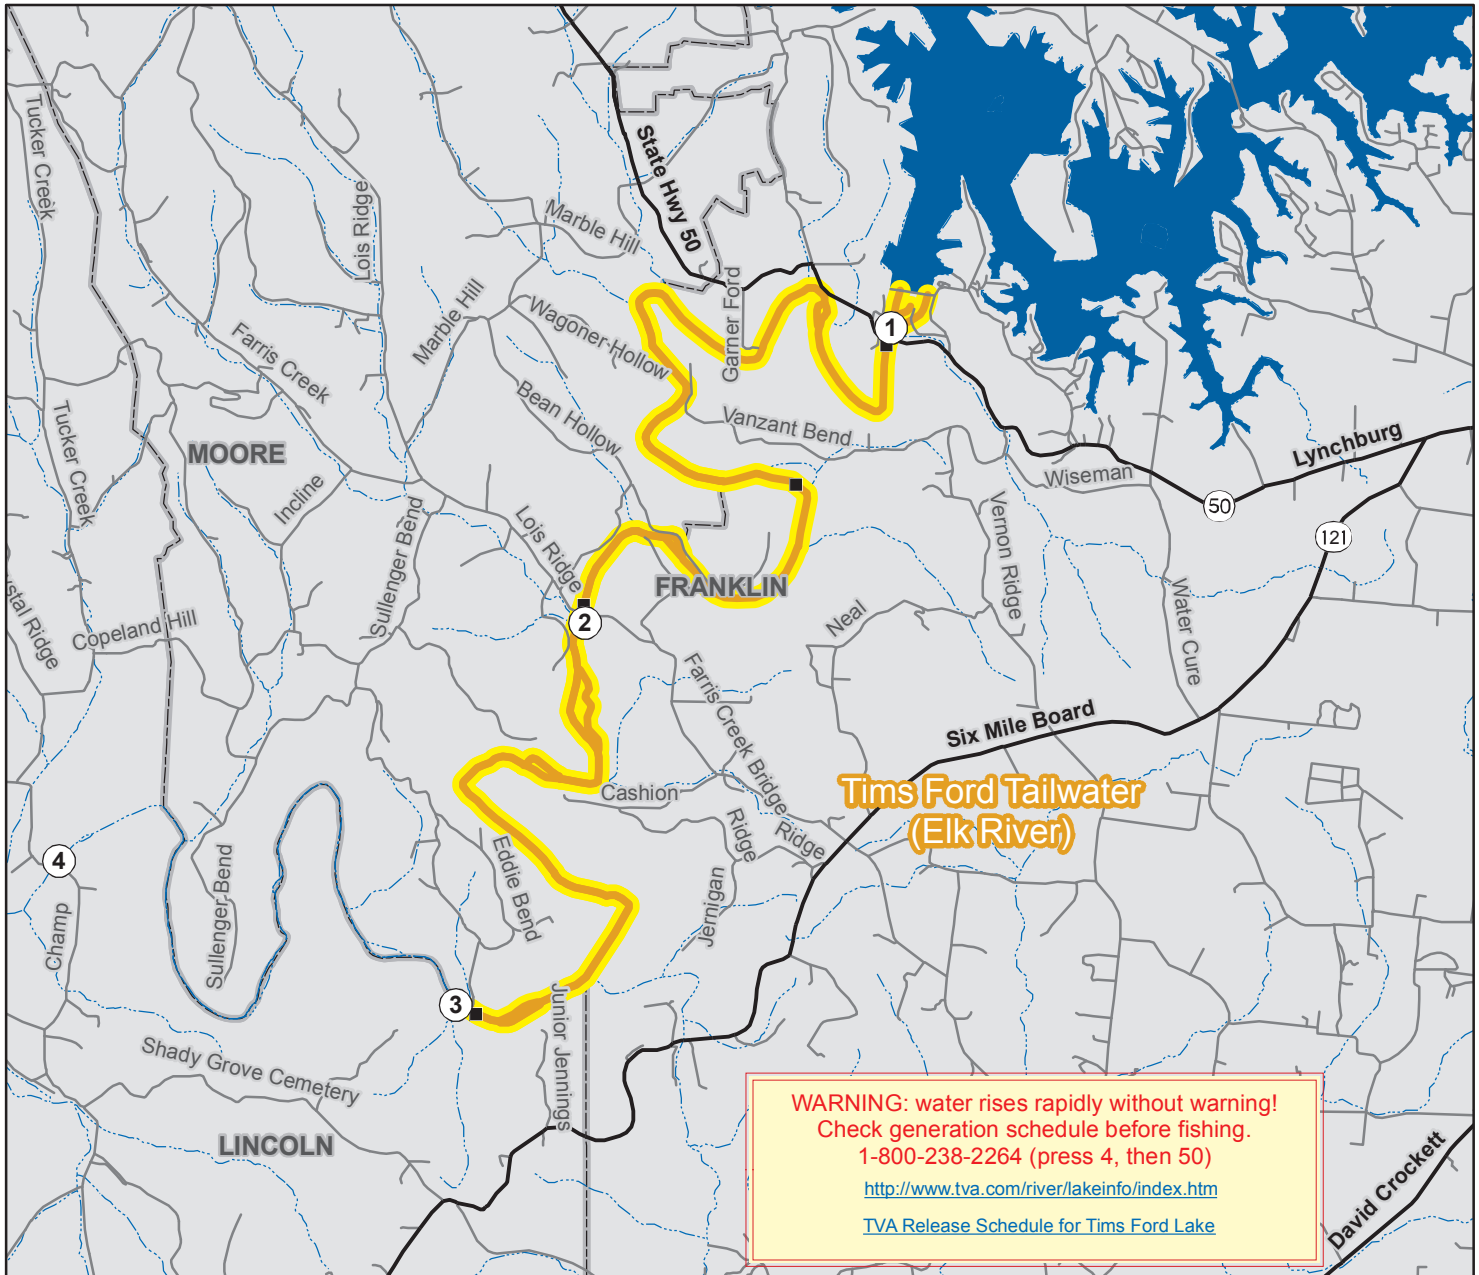 Tucker Creek
Lois Ridge
State Hwy 50
Marble Hill
Marble Hill
Garner Ford
1
Wagoner Hollow
Farris Creek
Bean Hollow
Vanzant Bend
Tucker Creek
MOORE
Incline
Lynchburg
Wiseman
50
121
Sullenger Bend
Lois Ridge
Vernon Ridge
FRANKLIN
Water Cure
Neal
2
Copeland Hill
stal Ridge
Farris Creek Bridge
Six Mile Board
Cashion
Tims Ford Tailwater
(Elk River)
Ridge
Ridge
4
Eddie Bend
Sullenger Bend
Jernigan
Champ
3
Junior Jennings
Shady Grove Cemetery
LINCOLN
WARNING: water rises rapidly without warning!
Check generation schedule before fishing.
1-800-238-2264 (press 4, then 50)
http://www.tva.com/river/lakeinfo/index.htm
TVA Release Schedule for Tims Ford Lake
David Crockett